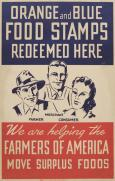 ORANGE and BLUE
FOOD STAMPS
REDEEMED HERE
MERCHANT
FARMER CONSUMER
We are helping the
FARMERS OF AMERICA
MOVE SURPLUS FOODS